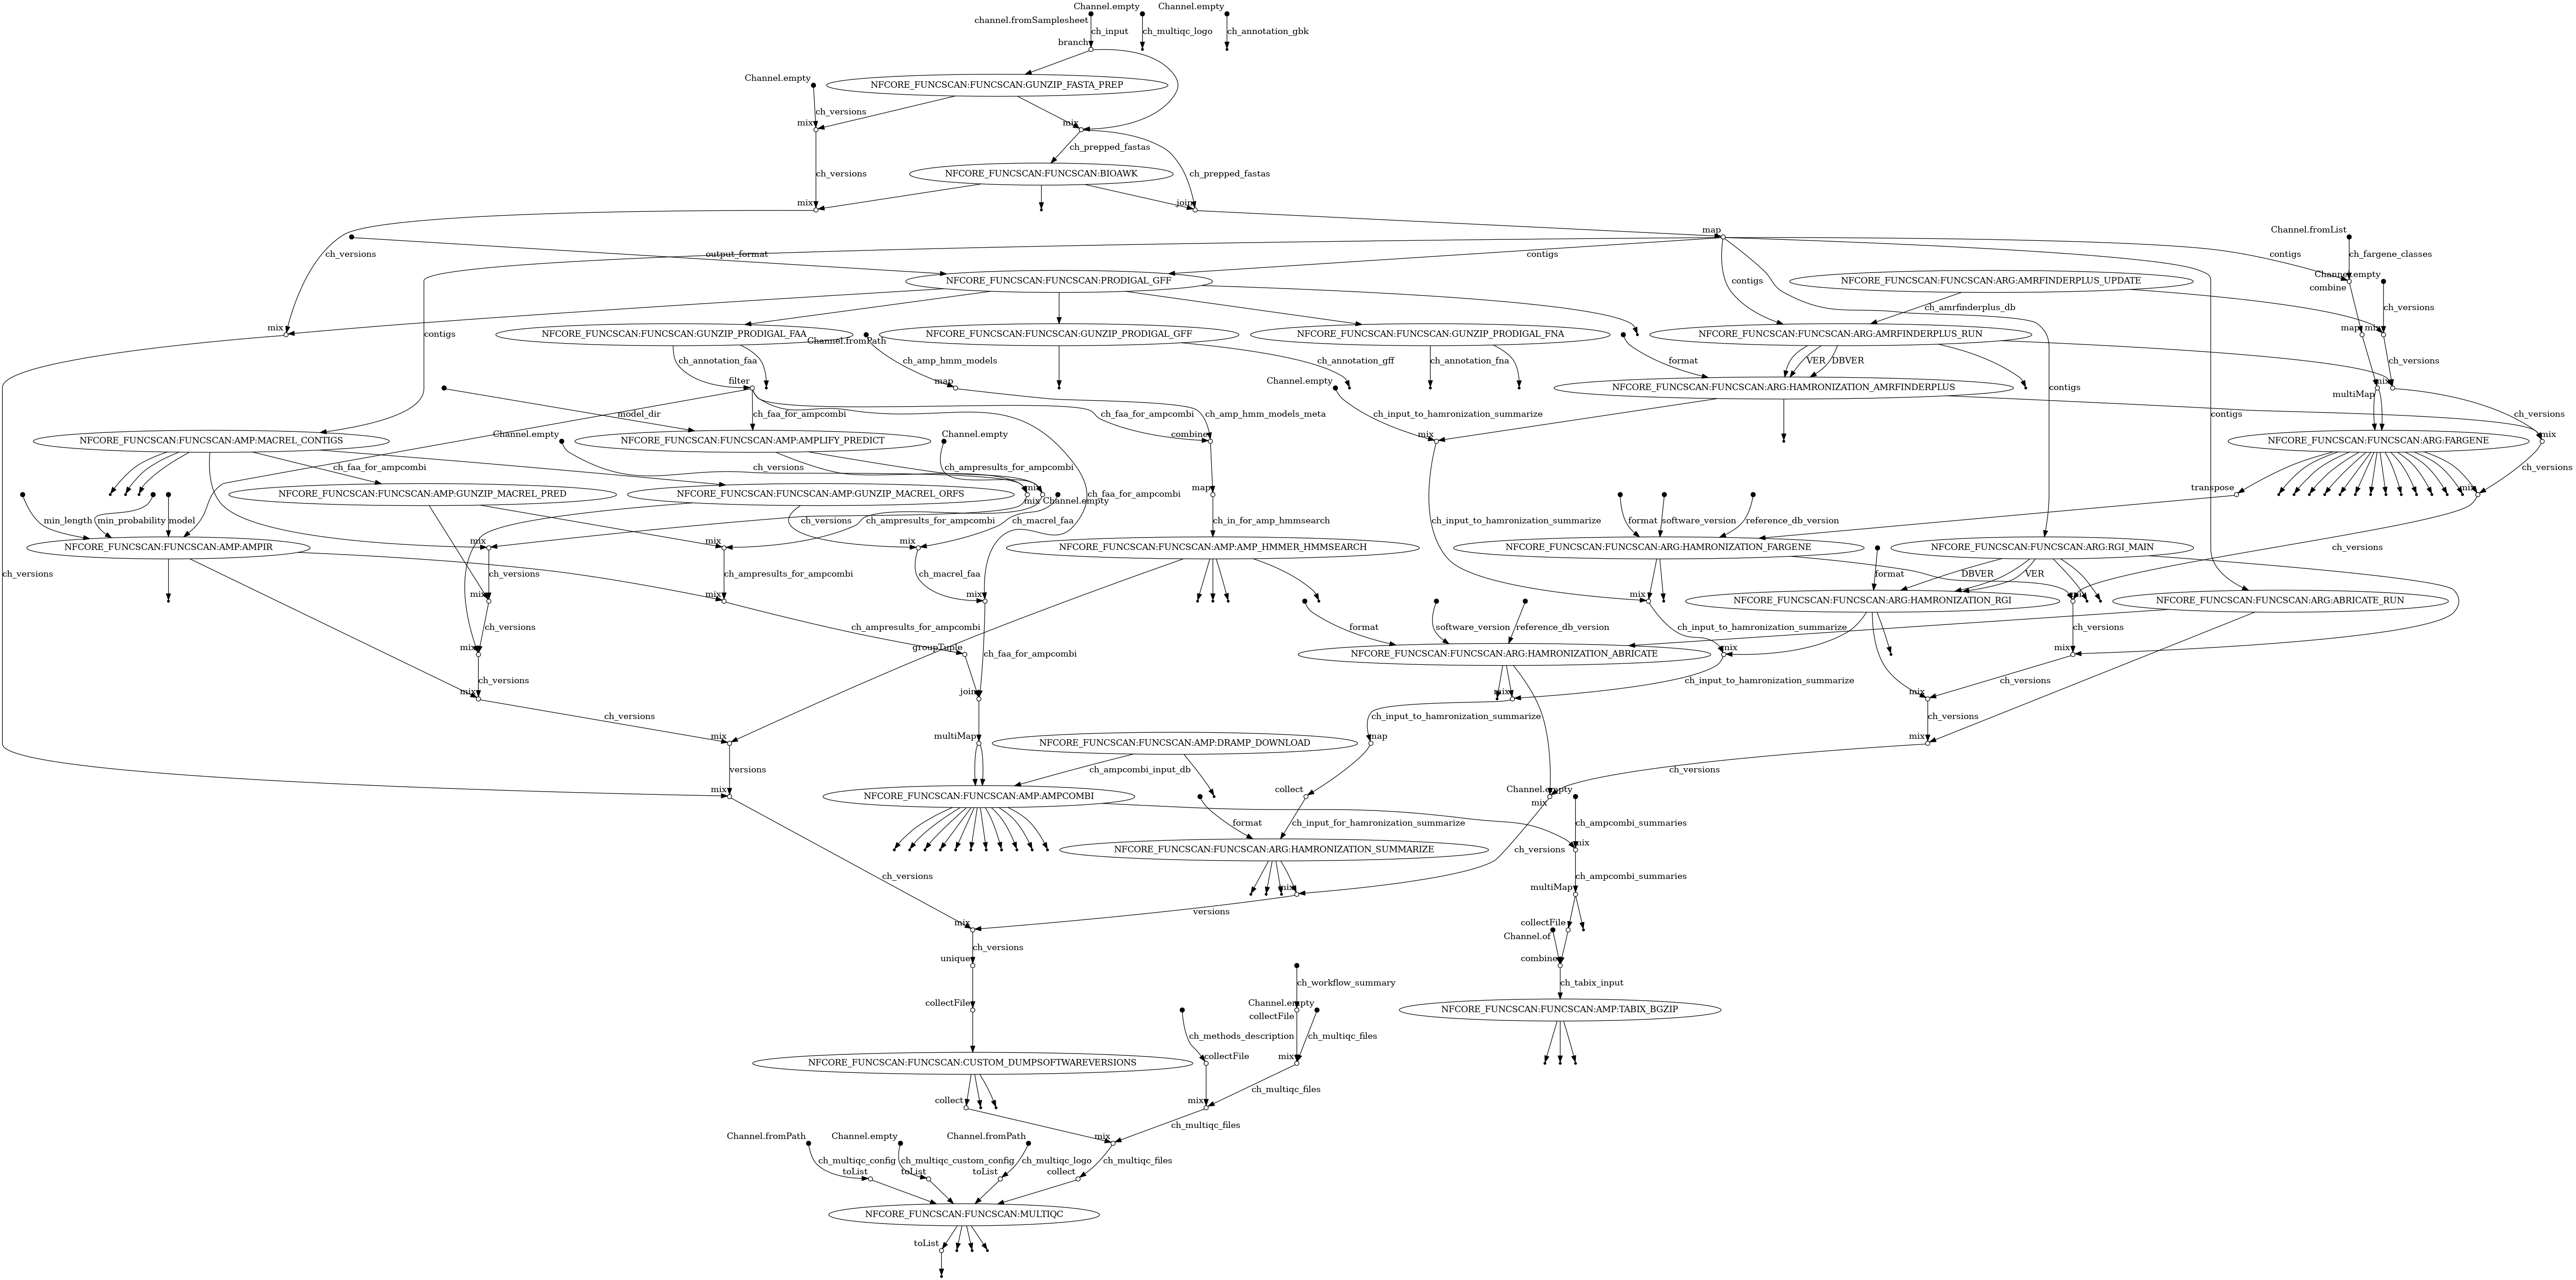 Channel.empty
Channel.empty
channel.fromSamplesheet
ch_input
ch_multiqc_logo
ch_annotation_gbk
branch
Channel.empty
NFCORE_FUNCSCAN:FUNCSCAN:GUNZIP_FASTA_PREP
ch_versions
mix
mix
ch_prepped_fastas
ch_versions
NFCORE_FUNCSCAN:FUNCSCAN:BIOAWK
ch_prepped_fastas
mix
join
map
Channel.fromList
ch_versions
output_format
contigs
contigs
ch_fargene_classes
Channel.empty
NFCORE_FUNCSCAN:FUNCSCAN:PRODIGAL_GFF
contigs
NFCORE_FUNCSCAN:FUNCSCAN:ARG:AMRFINDERPLUS_UPDATE
combine
ch_amrfinderplus_db
ch_versions
mix
contigs
NFCORE_FUNCSCAN:FUNCSCAN:GUNZIP_PRODIGAL_FAA
NFCORE_FUNCSCAN:FUNCSCAN:GUNZIP_PRODIGAL_GFF
NFCORE_FUNCSCAN:FUNCSCAN:GUNZIP_PRODIGAL_FNA
NFCORE_FUNCSCAN:FUNCSCAN:ARG:AMRFINDERPLUS_RUN
map
mix
Channel.fromPath
ch_annotation_faa
ch_amp_hmm_models
ch_annotation_gff
ch_annotation_fna
format
VER
DBVER
ch_versions
filter
map
Channel.empty
NFCORE_FUNCSCAN:FUNCSCAN:ARG:HAMRONIZATION_AMRFINDERPLUS
contigs
mix
multiMap
model_dir
ch_faa_for_ampcombi
ch_faa_for_ampcombi
ch_amp_hmm_models_meta
ch_input_to_hamronization_summarize
contigs
ch_versions
NFCORE_FUNCSCAN:FUNCSCAN:AMP:MACREL_CONTIGS
Channel.empty
NFCORE_FUNCSCAN:FUNCSCAN:AMP:AMPLIFY_PREDICT
Channel.empty
combine
mix
NFCORE_FUNCSCAN:FUNCSCAN:ARG:FARGENE
mix
ch_faa_for_ampcombi
ch_versions
ch_ampresults_for_ampcombi
ch_versions
NFCORE_FUNCSCAN:FUNCSCAN:AMP:GUNZIP_MACREL_PRED
NFCORE_FUNCSCAN:FUNCSCAN:AMP:GUNZIP_MACREL_ORFS
mix
mix
Channel.empty
ch_faa_for_ampcombi
map
transpose
mix
min_length
min_probability
model
ch_versions
ch_ampresults_for_ampcombi
ch_macrel_faa
ch_in_for_amp_hmmsearch
ch_input_to_hamronization_summarize
format
software_version
reference_db_version
NFCORE_FUNCSCAN:FUNCSCAN:AMP:AMPIR
mix
mix
mix
NFCORE_FUNCSCAN:FUNCSCAN:AMP:AMP_HMMER_HMMSEARCH
NFCORE_FUNCSCAN:FUNCSCAN:ARG:HAMRONIZATION_FARGENE
NFCORE_FUNCSCAN:FUNCSCAN:ARG:RGI_MAIN
ch_versions
ch_versions
ch_versions
ch_ampresults_for_ampcombi
ch_macrel_faa
format
DBVER
VER
mix
mix
mix
mix
NFCORE_FUNCSCAN:FUNCSCAN:ARG:HAMRONIZATION_RGI
NFCORE_FUNCSCAN:FUNCSCAN:ARG:ABRICATE_RUN
ch_versions
ch_ampresults_for_ampcombi
format
software_version
reference_db_version
ch_input_to_hamronization_summarize
ch_versions
mix
groupTuple
ch_faa_for_ampcombi
NFCORE_FUNCSCAN:FUNCSCAN:ARG:HAMRONIZATION_ABRICATE
mix
mix
ch_versions
ch_input_to_hamronization_summarize
ch_versions
mix
join
mix
mix
ch_versions
ch_input_to_hamronization_summarize
ch_versions
mix
multiMap
NFCORE_FUNCSCAN:FUNCSCAN:AMP:DRAMP_DOWNLOAD
map
mix
versions
ch_ampcombi_input_db
ch_versions
mix
NFCORE_FUNCSCAN:FUNCSCAN:AMP:AMPCOMBI
collect
Channel.empty
mix
format
ch_input_for_hamronization_summarize
ch_ampcombi_summaries
NFCORE_FUNCSCAN:FUNCSCAN:ARG:HAMRONIZATION_SUMMARIZE
ch_versions
mix
ch_versions
ch_ampcombi_summaries
mix
multiMap
versions
mix
collectFile
Channel.of
ch_versions
unique
combine
ch_workflow_summary
ch_tabix_input
collectFile
Channel.empty
collectFile
NFCORE_FUNCSCAN:FUNCSCAN:AMP:TABIX_BGZIP
ch_methods_description
ch_multiqc_files
NFCORE_FUNCSCAN:FUNCSCAN:CUSTOM_DUMPSOFTWAREVERSIONS
collectFile
mix
ch_multiqc_files
collect
mix
ch_multiqc_files
Channel.fromPath
Channel.empty
Channel.fromPath
mix
ch_multiqc_config
ch_multiqc_custom_config
ch_multiqc_logo
ch_multiqc_files
toList
toList
toList
collect
NFCORE_FUNCSCAN:FUNCSCAN:MULTIQC
toList